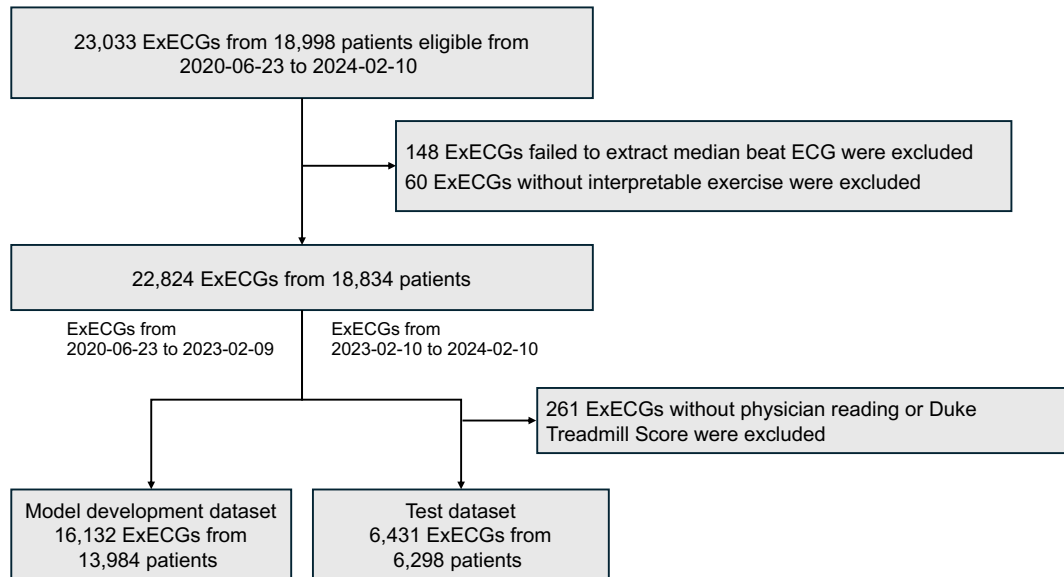 23,033 ExECGs from 18,998 patients eligible from
2020-06-23 to 2024-02-10
148 ExECGs failed to extract median beat ECG were excluded
60 ExECGs without interpretable exercise were excluded
22,824 ExECGs from 18,834 patients
ExECGs from
2020-06-23 to 2023-02-09
ExECGs from
2023-02-10 to 2024-02-10
261 ExECGs without physician reading or Duke
Treadmill Score were excluded
Model development dataset
16,132 ExECGs from
13,984 patients
Test dataset
6,431 ExECGs from
6,298 patients